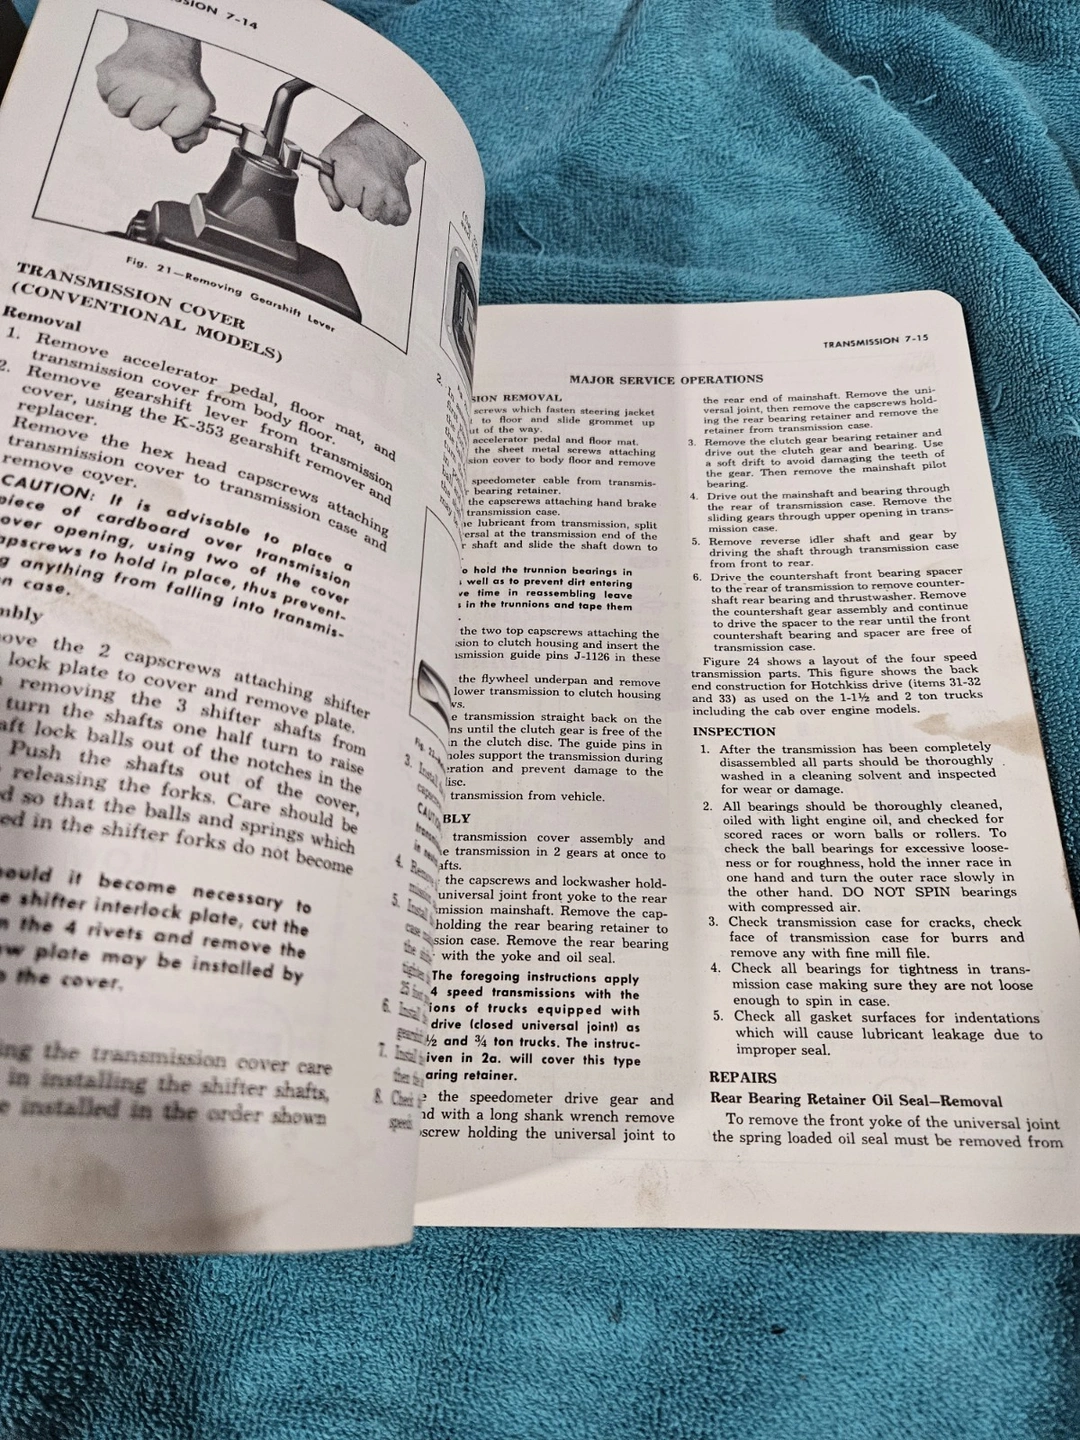 SION 7-14
Fig. 21—Removing Gearshift Lever
TRANSMISSION COVER
(CONVENTIONAL MODELS)
Removal
1. Remove accelerator pedal, floor mat, and
transmission cover from body floor.
2. Remove gearshift lever from transmission
cover, using the K-353 gearshift remover and
replacer.
Remove the hex head capscrews attaching
transmission cover to transmission case and
remove cover.
CAUTION: It is advisable to place a
piece of cardboard over transmission
over opening, using two of the cover
apscrews to hold in place, thus prevent-
g anything from falling into transmis-
n case.
mbly
ove the 2 capscrews attaching shifter
lock plate to cover and remove plate.
removing the 3 shifter shafts from
turn the shafts one half turn to raise
aft lock balls out of the notches in the
Push the shafts out of the cover,
releasing the forks. Care should be
d so that the balls and springs which
ed in the shifter forks do not become
ould it become necessary to
e shifter interlock plate, cut the
n the 4 rivets and remove the
w plate may be installed by
the cover.
ing the transmission cover care
in installing the shifter shafts,
e installed in the order shown
2.
3. Install
CAU
4. Remove
5. Install
6. Install
7. Install
8. Check
TRANSMISSION 7-15
MAJOR SERVICE OPERATIONS
SION REMOVAL
screws which fasten steering jacket
to floor and slide grommet up
ut of the way.
accelerator pedal and floor mat.
the sheet metal screws attaching
sion cover to body floor and remove
speedometer cable from transmis-
bearing retainer.
the capscrews attaching hand brake
transmission case.
he lubricant from transmission, split
ersal at the transmission end of the
r shaft and slide the shaft down to
o hold the trunnion bearings in
well as to prevent dirt entering
ve time in reassembling leave
s in the trunnions and tape them
the two top capscrews attaching the
sion to clutch housing and insert the
nsmission guide pins J-1126 in these
the flywheel underpan and remove
lower transmission to clutch housing
ws.
e transmission straight back on the
ns until the clutch gear is free of the
n the clutch disc. The guide pins in
holes support the transmission during
eration and prevent damage to the
disc.
transmission from vehicle.
BLY
transmission cover assembly and
e transmission in 2 gears at once to
afts.
the capscrews and lockwasher hold-
universal joint front yoke to the rear
mission mainshaft. Remove the cap-
holding the rear bearing retainer to
ssion case. Remove the rear bearing
with the yoke and oil seal.
The foregoing instructions apply
4 speed transmissions with the
ions of trucks equipped with
drive (closed universal joint) as
½ and ¾ ton trucks. The instruc-
iven in 2a. will cover this type
aring retainer.
e the speedometer drive gear and
nd with a long shank wrench remove
screw holding the universal joint to
the rear end of mainshaft. Remove the uni-
versal joint, then remove the capscrews hold-
ing the rear bearing retainer and remove the
retainer from transmission case.
3. Remove the clutch gear bearing retainer and
drive out the clutch gear and bearing. Use
a soft drift to avoid damaging the teeth of
the gear. Then remove the mainshaft pilot
bearing.
4. Drive out the mainshaft and bearing through
the rear of transmission case. Remove the
sliding gears through upper opening in trans-
mission case.
5. Remove reverse idler shaft and gear by
driving the shaft through transmission case
from front to rear.
6. Drive the countershaft front bearing spacer
to the rear of transmission to remove counter-
shaft rear bearing and thrustwasher. Remove
the countershaft gear assembly and continue
to drive the spacer to the rear until the front
countershaft bearing and spacer are free of
transmission case.
Figure 24 shows a layout of the four speed
transmission parts. This figure shows the back
end construction for Hotchkiss drive (items 31-32
and 33) as used on the 1-1½ and 2 ton trucks
including the cab over engine models.
INSPECTION
1. After the transmission has been completely
disassembled all parts should be thoroughly
washed in a cleaning solvent and inspected
for wear or damage.
2. All bearings should be thoroughly cleaned,
oiled with light engine oil, and checked for
scored races or worn balls or rollers. To
check the ball bearings for excessive loose-
ness or for roughness, hold the inner race in
one hand and turn the outer race slowly in
the other hand. DO NOT SPIN bearings
with compressed air.
3. Check transmission case for cracks, check
face of transmission case for burrs and
remove any with fine mill file.
4. Check all bearings for tightness in trans-
mission case making sure they are not loose
enough to spin in case.
5. Check all gasket surfaces for indentations
which will cause lubricant leakage due to
improper seal.
REPAIRS
Rear Bearing Retainer Oil Seal—Removal
To remove the front yoke of the universal joint
the spring loaded oil seal must be removed from